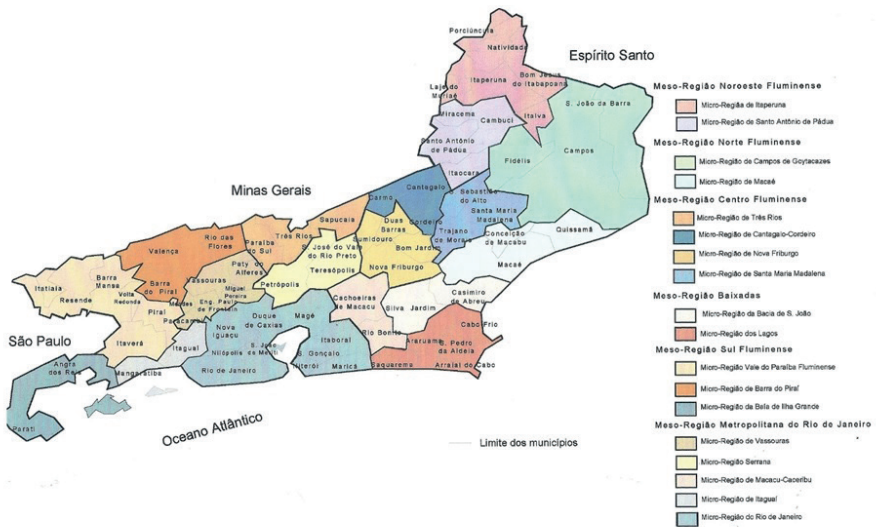 Porciúncula
Natividade
Espírito Santo
Itaperuna
Bom Jesus
do Itabapoana
Laje do
Muriaé
S. João da Barra
Miracema
Cambuci
Italva
Santo Antônio
de Pádua
Fidélis
Campos
Itaocara
Minas Gerais
Cantagalo
Carmo
S. Sebastião
do Alto
Santa Maria
Madalena
Sapucaia
Cordeiro
Duas
Barras
Trajano
de Morais
Conceição
de Macabu
Quissamã
Rio das
Flores
Três Rios
Paraíba
do Sul
Sumidouro
Valença
S. José do Vale
do Rio Preto
Bom Jardim
Macaé
Paty do
Alferes
Teresópolis
Nova Friburgo
Barra
Mansa
Vassouras
Itatiaia
Resende
Barra
do Piraí
Miguel
Pereira
Petrópolis
Volta
Redonda
Mendes
Eng. Paulo
de Frontein
Cachoeiras
de Macacu
Casimiro
de Abreu
Piraí
Paracambi
Duque
de Caxias
Magé
Silva Jardim
São Paulo
Nova
Iguaçu
Rio Bonito
Cabo Frio
Itaverá
Itaguaí
Itaboraí
Araruama
Nilópolis
S. João
de Meriti
S. Gonçalo
S. Pedro
da Aldeia
Angra
dos Reis
Mangaratiba
Rio de Janeiro
Niterói
Maricá
Saquarema
Arraial do Cabo
Parati
Oceano Atlântico
Limite dos municípios
Meso-Região Noroeste Fluminense
Micro-Região de Itaperuna
Micro-Região de Santo Antônio de Pádua
Meso-Região Norte Fluminense
Micro-Região de Campos de Goytacazes
Micro-Região de Macaé
Meso-Região Centro Fluminense
Micro-Região de Três Rios
Micro-Região de Cantagalo-Cordeiro
Micro-Região de Nova Friburgo
Micro-Região de Santa Maria Madalena
Meso-Região Baixadas
Micro-Região da Bacia de S. João
Micro-Região dos Lagos
Meso-Região Sul Fluminense
Micro-Região Vale do Paraíba Fluminense
Micro-Região de Barra do Piraí
Micro-Região da Baía de Ilha Grande
Meso-Região Metropolitana do Rio de Janeiro
Micro-Região de Vassouras
Micro-Região Serrana
Micro-Região de Macacu-Caceribu
Micro-Região de Itaguaí
Micro-Região do Rio de Janeiro